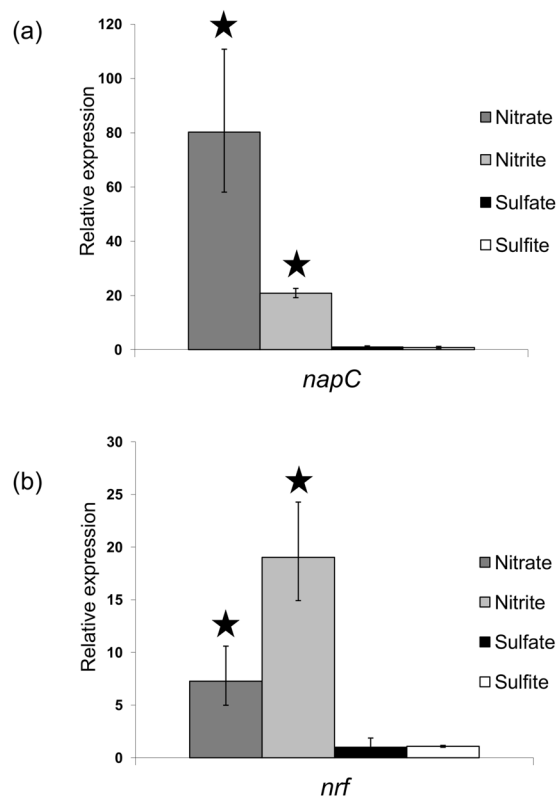 (a)
Relative expression
120
100
80
60
40
20
0
Nitrate
Nitrite
Sulfate
Sulfite
napC
(b)
Relative expression
30
25
20
15
10
5
0
Nitrate
Nitrite
Sulfate
Sulfite
nrf